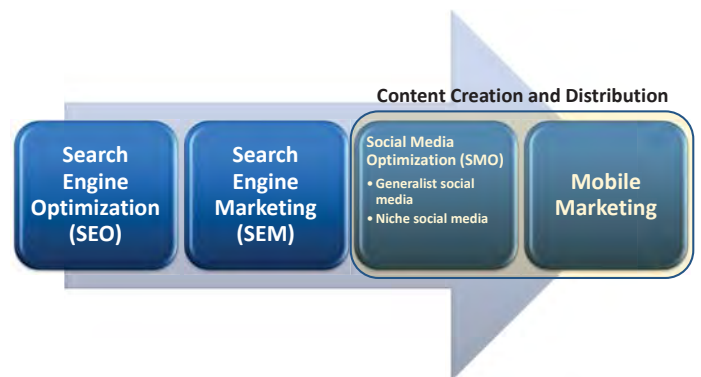 Content Creation and Distribution
Search
Engine
Optimization
(SEO)
Search
Engine
Marketing
(SEM)
Social Media
Optimization (SMO)
• Generalist social
media
• Niche social media
Mobile
Marketing